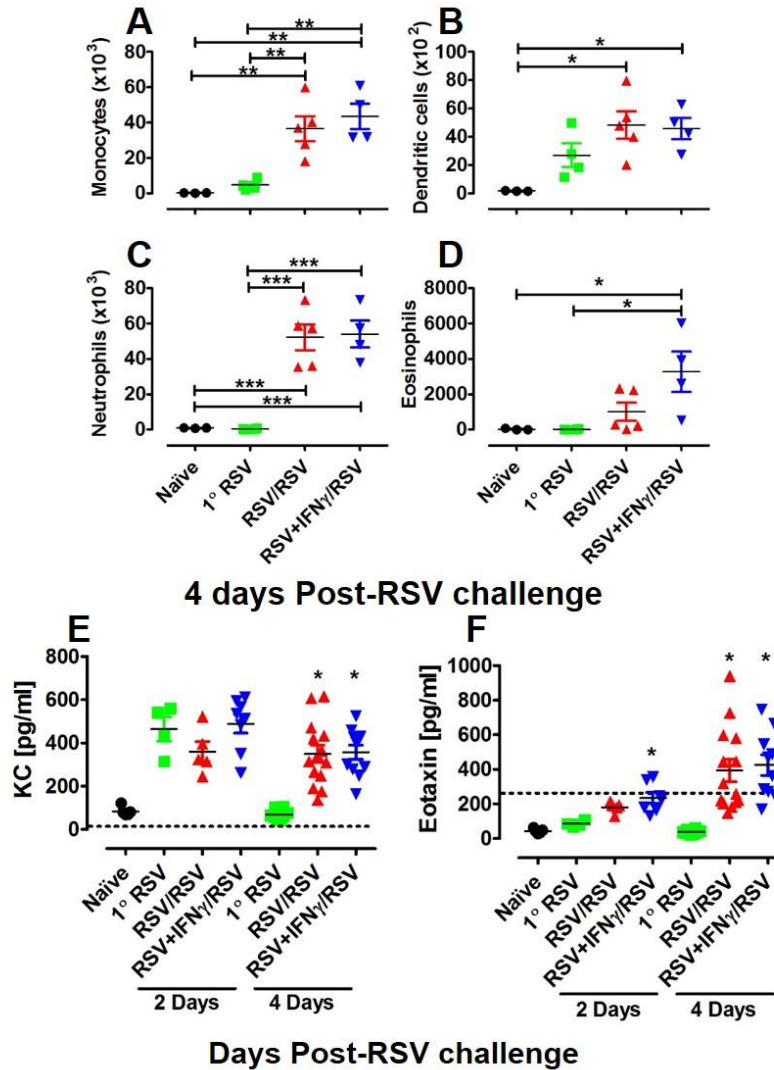 A
Monocytes (x10³)
80
60
40
20
0
**
**
**
**
B
Dendritic cells (x10²)
100
80
60
40
20
0
*
*
C
Neutrophils (x10³)
80
60
40
20
0
***
***
***
***
Naïve
1° RSV
RSV/RSV
RSV+IFNγ/RSV
D
Eosinophils
8000
6000
4000
2000
0
*
*
Naïve
1° RSV
RSV/RSV
RSV+IFNγ/RSV
4 days Post-RSV challenge
E
KC [pg/ml]
800
600
400
200
0
*
*
Naïve
1° RSV
RSV/RSV
RSV+IFNγ/RSV
1° RSV
RSV/RSV
RSV+IFNγ/RSV
2 Days
4 Days
F
Eotaxin [pg/ml]
1000
800
600
400
200
0
*
*
*
Naïve
1° RSV
RSV/RSV
RSV+IFNγ/RSV
1° RSV
RSV/RSV
RSV+IFNγ/RSV
2 Days
4 Days
Days Post-RSV challenge